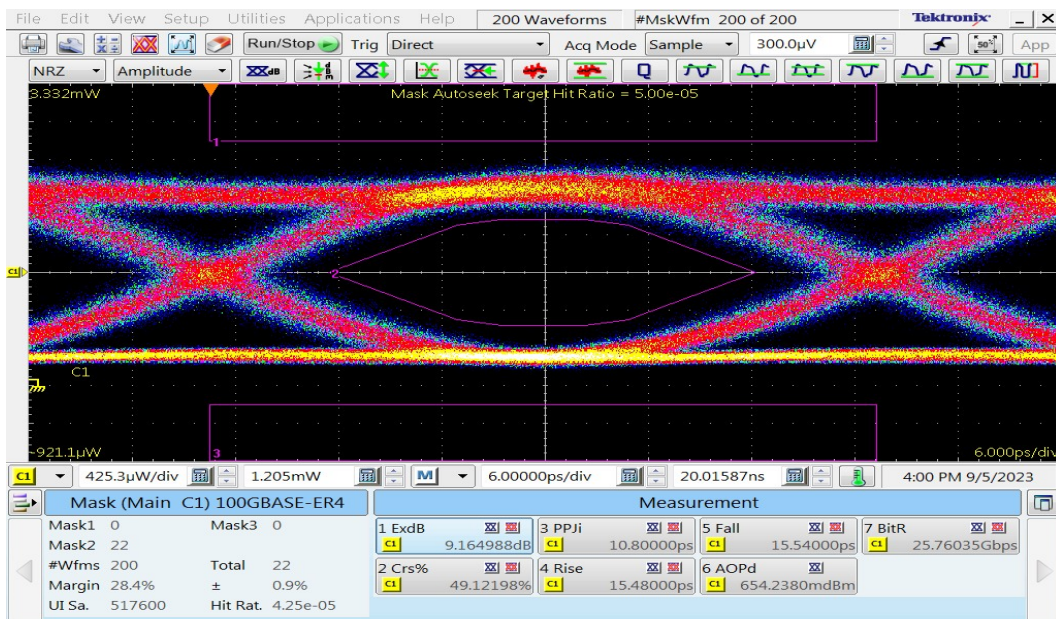 File Edit View Setup Utilities Applications Help 200 Waveforms #MskWfm 200 of 200 Tektronix
Run/Stop Trig Direct Acq Mode Sample 300.0µV 50% App
NRZ Amplitude dB Q
3.332mW Mask Autoseek Target Hit Ratio = 5.00e-05
1
C1 2
C1
3
-921.1µW 6.000ps/div
C1 425.3µW/div 1.205mW M 6.00000ps/div 20.01587ns 4:00 PM 9/5/2023
Mask (Main C1) 100GBASE-ER4 Measurement
Mask1 0 Mask3 0
Mask2 22
#Wfms 200 Total 22
Margin 28.4% ± 0.9%
UI Sa. 517600 Hit Rat. 4.25e-05
1 ExdB 3 PPJi 5 Fall 7 BitR
C1 9.164988dB C1 10.80000ps C1 15.54000ps C1 25.76035Gbps
2 Crs% 4 Rise 6 AOPd
C1 49.12198% C1 15.48000ps C1 654.2380mdBm